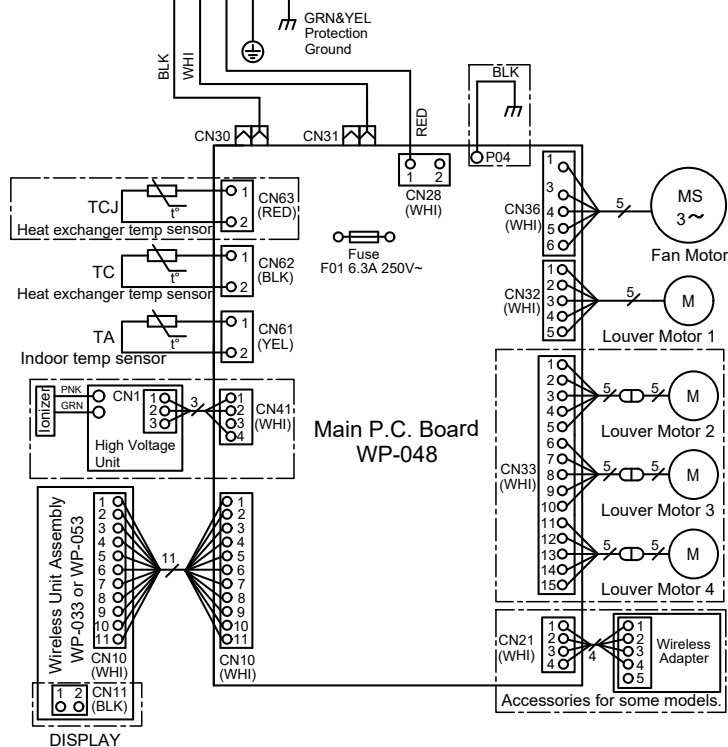 GRN&YEL
Protection
Ground
BLK
WHI
RED
BLK
CN30
CN31
P04
1 2
CN28
(WHI)
TCJ
t°
Heat exchanger temp sensor
1
2
CN63
(RED)
TC
t°
Heat exchanger temp sensor
1
2
CN62
(BLK)
TA
t°
Indoor temp sensor
1
2
CN61
(YEL)
Fuse
F01 6.3A 250V~
Ionizer
PNK
GRN
CN1
1
2
3
High Voltage
Unit
3
1
2
3
4
CN41
(WHI)
Main P.C. Board
WP-048
Wireless Unit Assembly
WP-033 or WP-053
1
2
3
4
5
6
7
8
9
10
11
CN10
(WHI)
11
1
2
3
4
5
6
7
8
9
10
11
CN10
(WHI)
1 2
CN11
(BLK)
DISPLAY
CN36
(WHI)
1
3
4
5
6
5
MS
3~
Fan Motor
CN32
(WHI)
1
2
3
4
5
5
M
Louver Motor 1
CN33
(WHI)
1
2
3
4
5
6
7
8
9
10
11
12
13
14
15
5
5
M
Louver Motor 2
5
5
M
Louver Motor 3
5
5
M
Louver Motor 4
CN21
(WHI)
1
2
3
4
4
1
2
3
4
5
Wireless
Adapter
Accessories for some models.